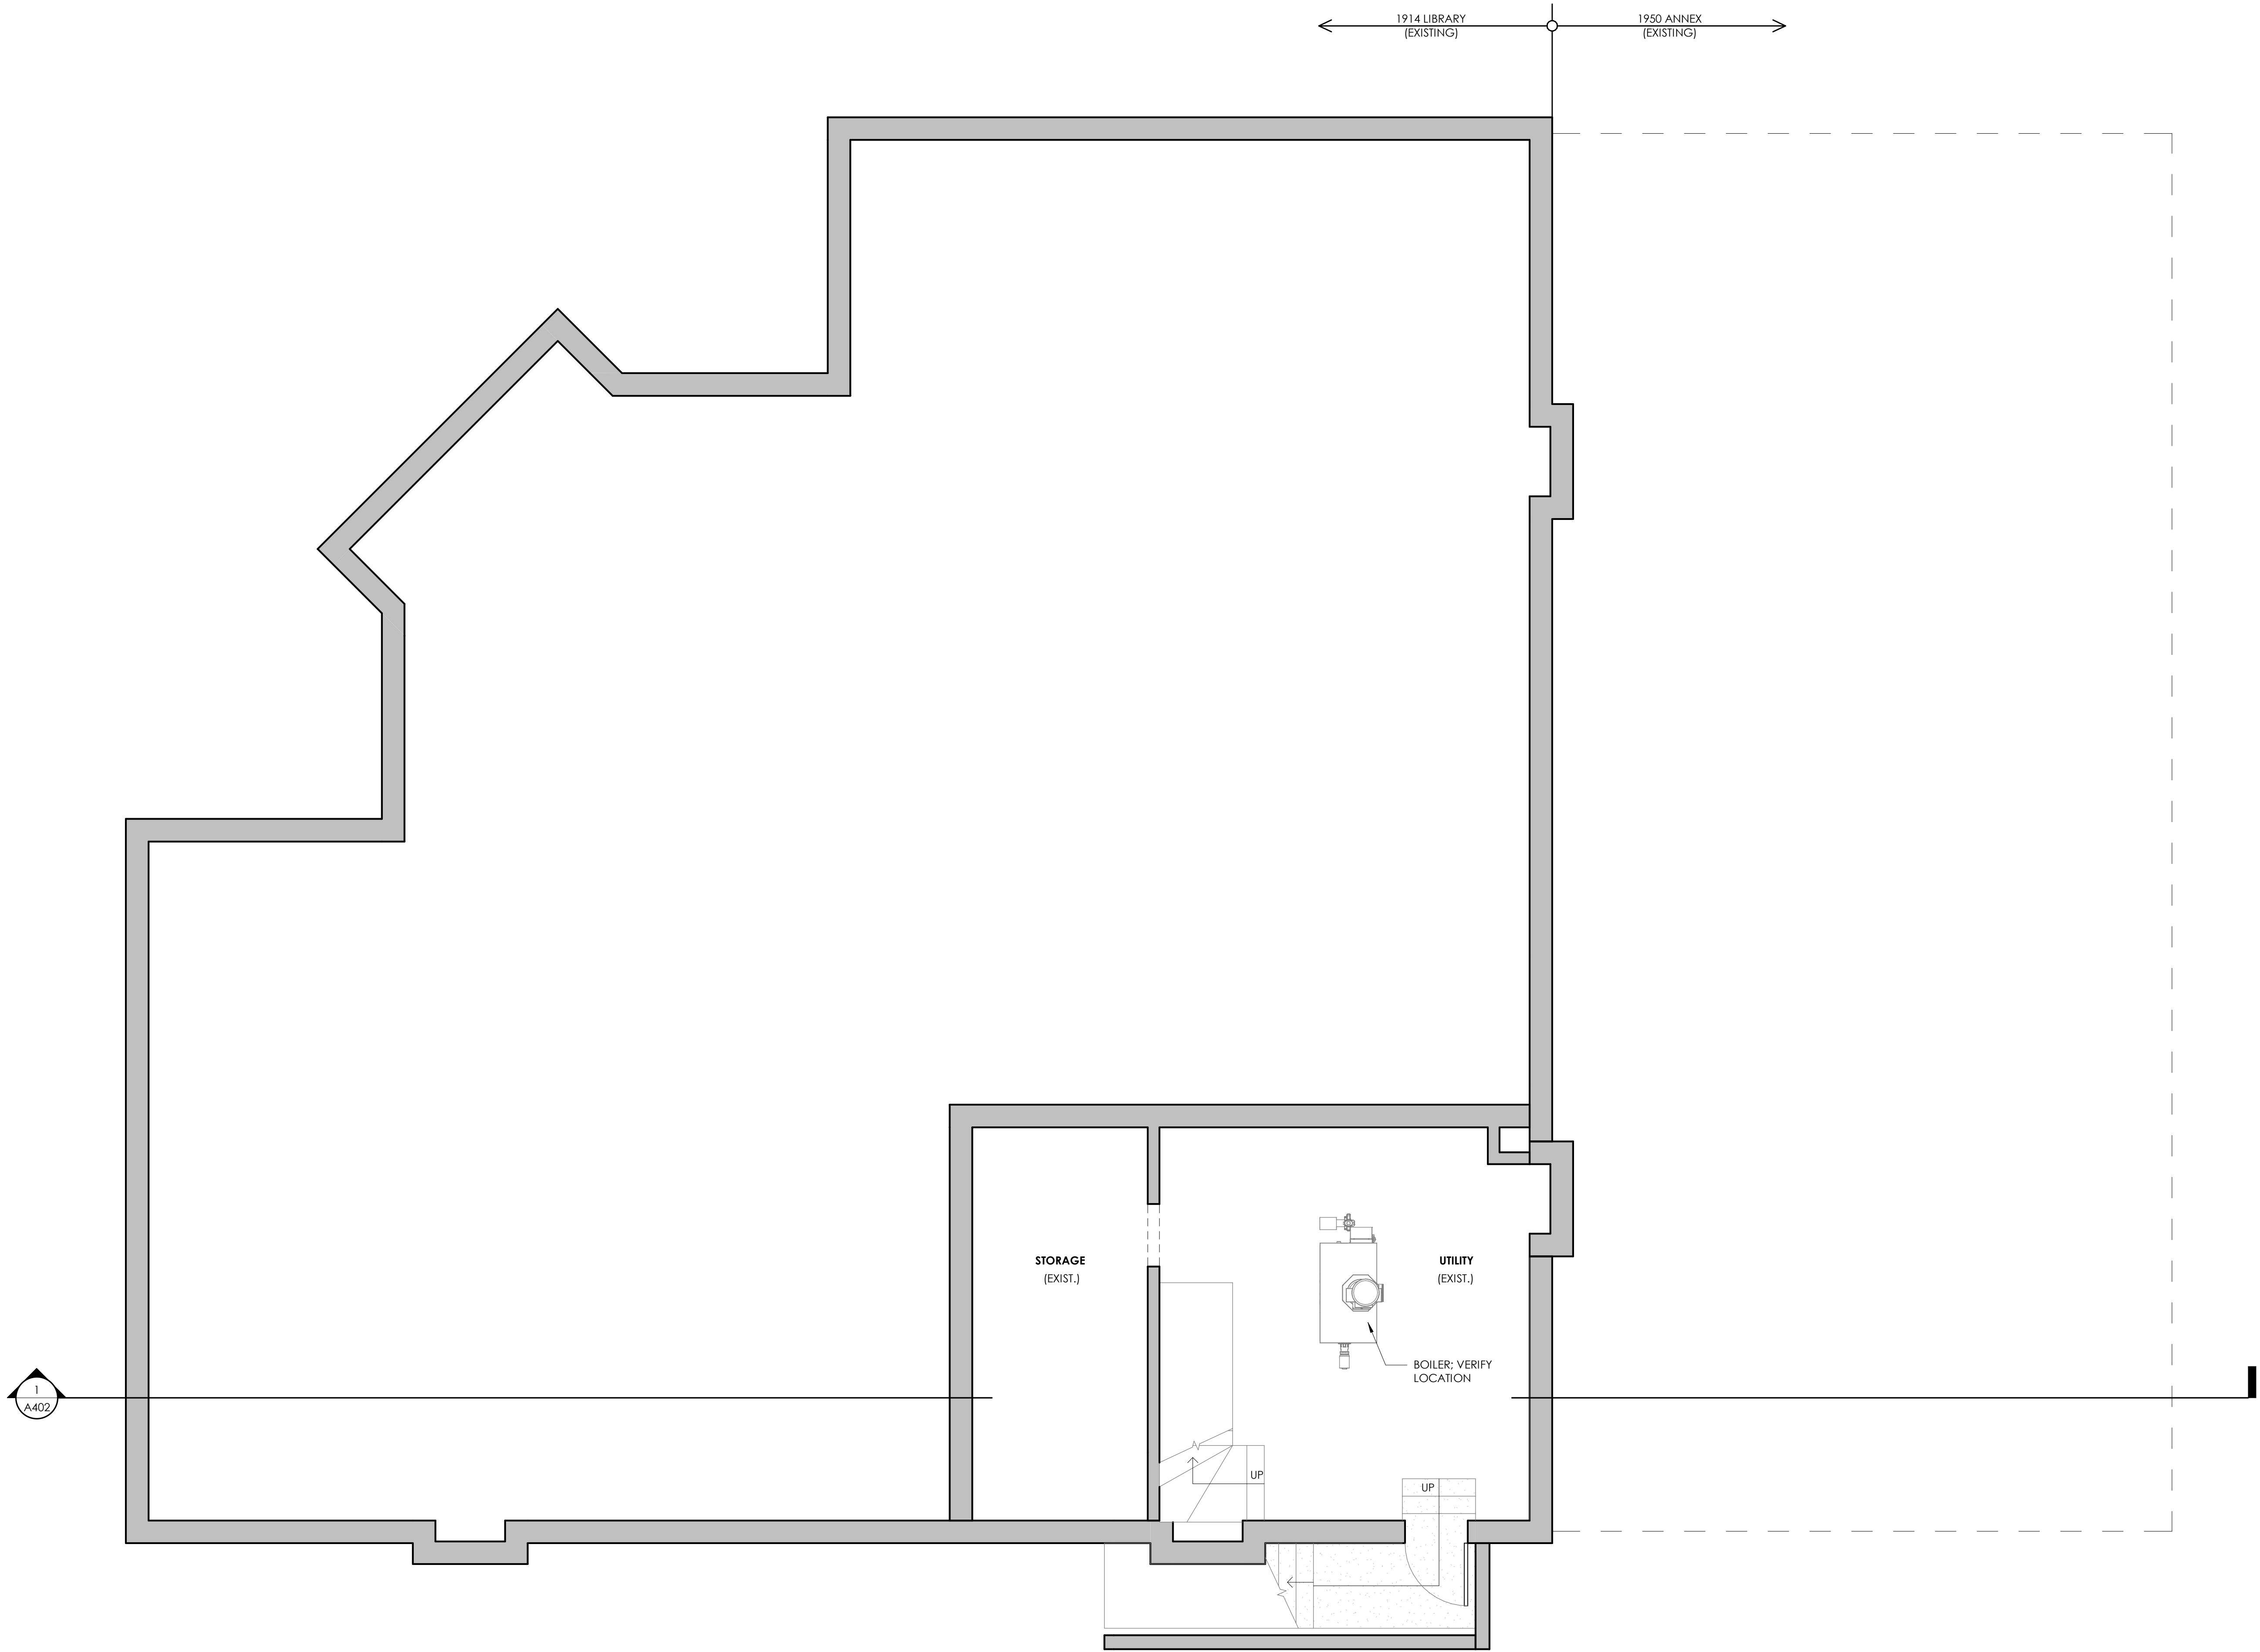 1914 LIBRARY
(EXISTING)
1950 ANNEX
(EXISTING)
STORAGE
(EXIST.)
UTILITY
(EXIST.)
BOILER; VERIFY
LOCATION
1
A402
UP
UP